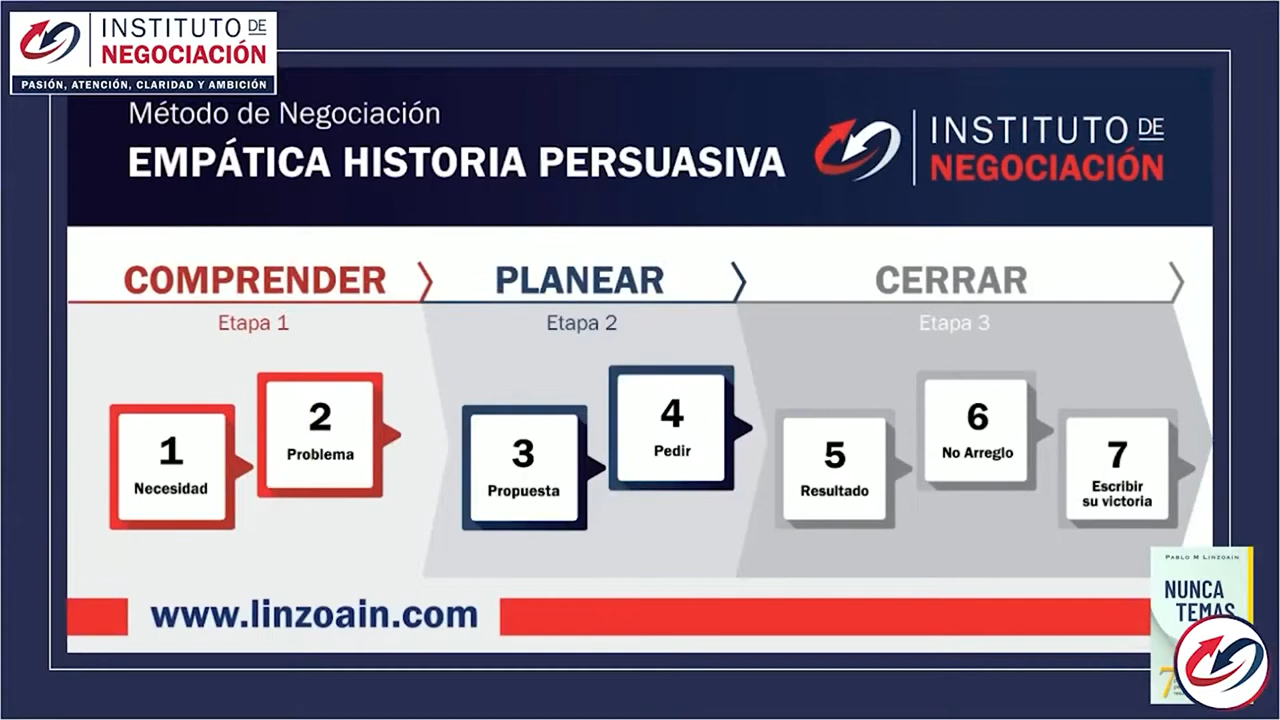 INSTITUTO DE
NEGOCIACIÓN
PASIÓN, ATENCIÓN, CLARIDAD Y AMBICIÓN
Método de Negociación
EMPÁTICA HISTORIA PERSUASIVA
INSTITUTO DE
NEGOCIACIÓN
COMPRENDER
Etapa 1
PLANEAR
Etapa 2
CERRAR
Etapa 3
1
Necesidad
2
Problema
3
Propuesta
4
Pedir
5
Resultado
6
No Arreglo
7
Escribir
su victoria
www.linzoain.com
PABLO M LINZOAIN
NUNCA
TEMAS
7